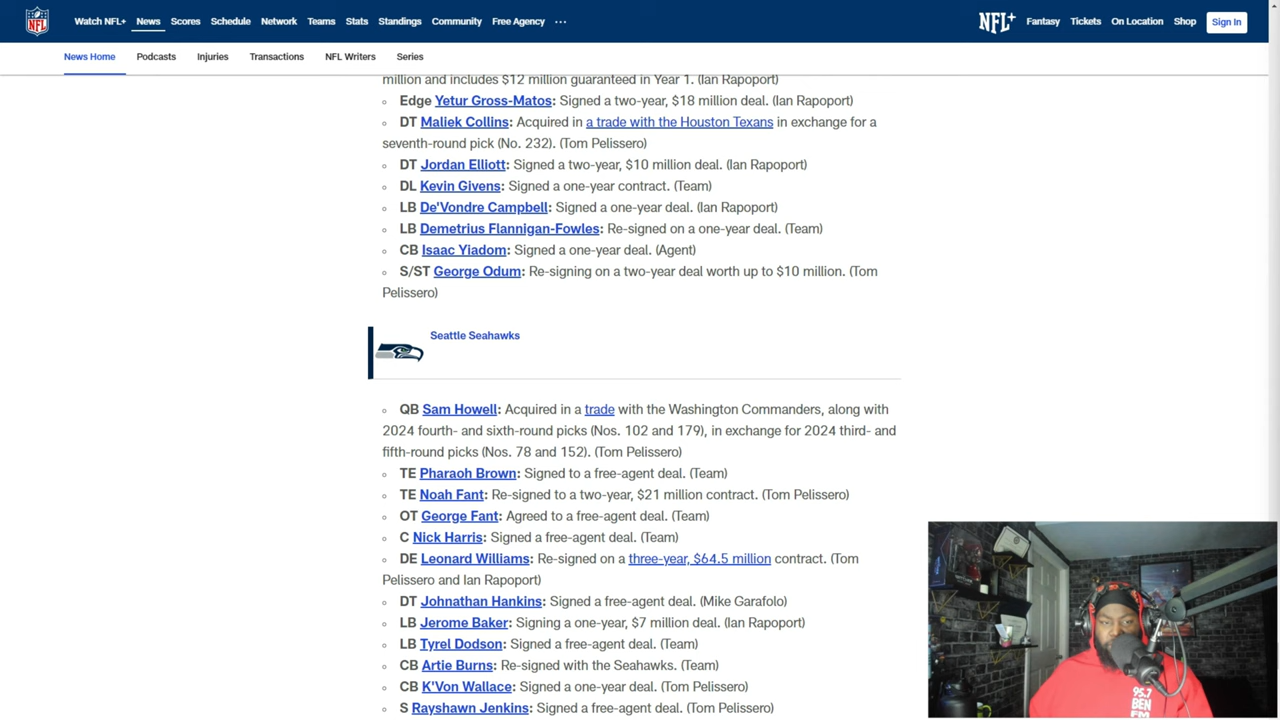 NFL
Watch NFL+ News Scores Schedule Network Teams Stats Standings Community Free Agency ··· NFL+ Fantasy Tickets On Location Shop Sign In
News Home Podcasts Injuries Transactions NFL Writers Series
million and includes $12 million guaranteed in Year 1. (Ian Rapoport)
Edge Yetur Gross-Matos: Signed a two-year, $18 million deal. (Ian Rapoport)
DT Maliek Collins: Acquired in a trade with the Houston Texans in exchange for a
seventh-round pick (No. 232). (Tom Pelissero)
DT Jordan Elliott: Signed a two-year, $10 million deal. (Ian Rapoport)
DL Kevin Givens: Signed a one-year contract. (Team)
LB De'Vondre Campbell: Signed a one-year deal. (Ian Rapoport)
LB Demetrius Flannigan-Fowles: Re-signed on a one-year deal. (Team)
CB Isaac Yiadom: Signed a one-year deal. (Agent)
S/ST George Odum: Re-signing on a two-year deal worth up to $10 million. (Tom
Pelissero)
Seattle Seahawks
QB Sam Howell: Acquired in a trade with the Washington Commanders, along with
2024 fourth- and sixth-round picks (Nos. 102 and 179), in exchange for 2024 third- and
fifth-round picks (Nos. 78 and 152). (Tom Pelissero)
TE Pharaoh Brown: Signed to a free-agent deal. (Team)
TE Noah Fant: Re-signed to a two-year, $21 million contract. (Tom Pelissero)
OT George Fant: Agreed to a free-agent deal. (Team)
C Nick Harris: Signed a free-agent deal. (Team)
DE Leonard Williams: Re-signed on a three-year, $64.5 million contract. (Tom
Pelissero and Ian Rapoport)
DT Johnathan Hankins: Signed a free-agent deal. (Mike Garafolo)
LB Jerome Baker: Signing a one-year, $7 million deal. (Ian Rapoport)
LB Tyrel Dodson: Signed a free-agent deal. (Team)
CB Artie Burns: Re-signed with the Seahawks. (Team)
CB K'Von Wallace: Signed a one-year deal. (Tom Pelissero)
S Rayshawn Jenkins: Signed a free-agent deal. (Tom Pelissero)
95.7
BEN